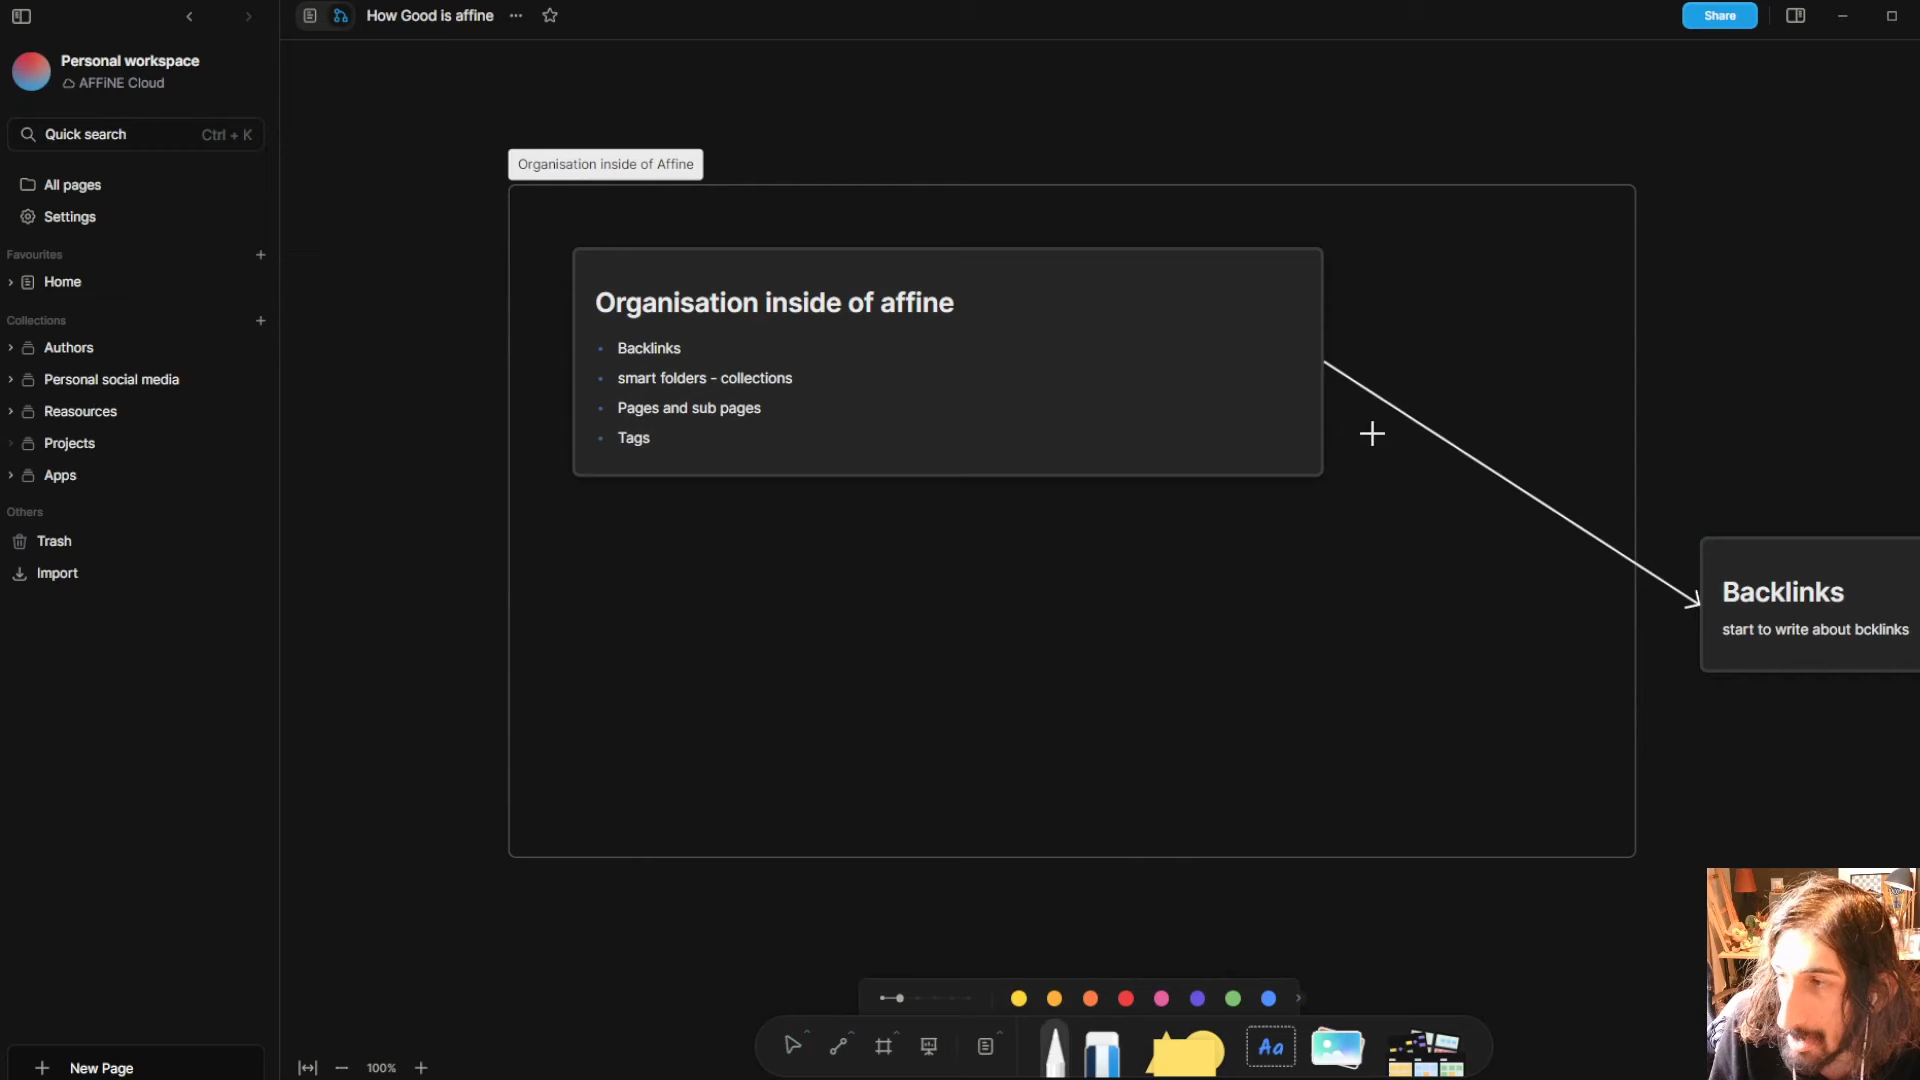 How Good is affine
Share
Personal workspace
AFFiNE Cloud
Quick search Ctrl + K
All pages
Settings
Favourites
Home
Collections
Authors
Personal social media
Reasources
Projects
Apps
Others
Trash
Import
New Page
Organisation inside of Affine
Organisation inside of affine
Backlinks
smart folders - collections
Pages and sub pages
Tags
Backlinks
start to write about bcklinks
100%
Aa